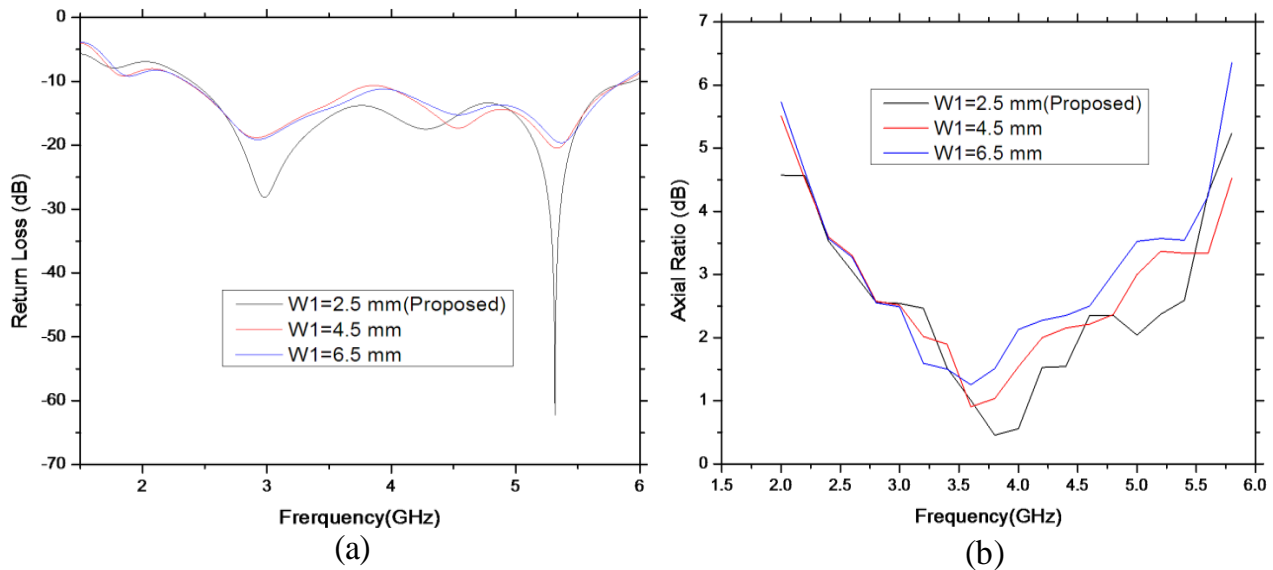 0
-10
-20
-30
-40
-50
-60
-70
Return Loss (dB)
W1=2.5 mm(Proposed)
W1=4.5 mm
W1=6.5 mm
2
3
4
5
6
Frerquency(GHz)
(a)
7
6
5
4
3
2
1
0
Axial Ratio (dB)
W1=2.5 mm(Proposed)
W1=4.5 mm
W1=6.5 mm
1.5
2.0
2.5
3.0
3.5
4.0
4.5
5.0
5.5
6.0
Frequency(GHz)
(b)